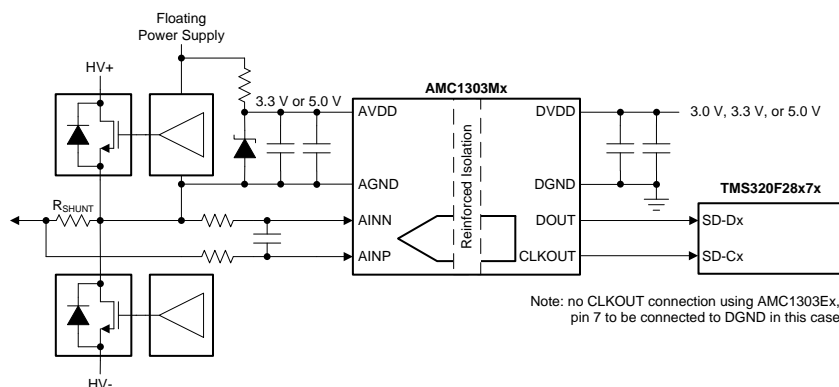 Floating
Power Supply
HV+
3.3 V or 5.0 V
AMC1303Mx
AVDD
DVDD
3.0 V, 3.3 V, or 5.0 V
Reinforced Isolation
AGND
DGND
TMS320F28x7x
RSHUNT
AINN
DOUT
SD-Dx
AINP
CLKOUT
SD-Cx
Note: no CLKOUT connection using AMC1303Ex,
pin 7 to be connected to DGND in this case
HV-